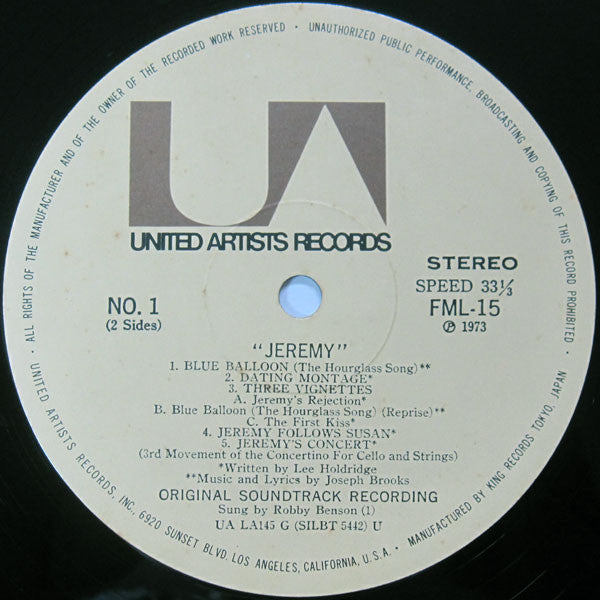 · ALL RIGHTS OF THE MANUFACTURER AND OF THE OWNER OF THE RECORDED WORK RESERVED · UNAUTHORIZED PUBLIC PERFORMANCE, BROADCASTING AND COPYING OF THIS RECORD PROHIBITED ·
UA
UNITED ARTISTS RECORDS
STEREO
SPEED 33⅓
FML-15
℗ 1973
NO. 1
(2 Sides)
"JEREMY"
1. BLUE BALLOON (The Hourglass Song)**
2. DATING MONTAGE*
3. THREE VIGNETTES
A. Jeremy's Rejection*
B. Blue Balloon (The Hourglass Song) (Reprise)**
C. The First Kiss*
4. JEREMY FOLLOWS SUSAN*
5. JEREMY'S CONCERT*
(3rd Movement of the Concertino For Cello and Strings)
*Written by Lee Holdridge
**Music and Lyrics by Joseph Brooks
ORIGINAL SOUNDTRACK RECORDING
Sung by Robby Benson (1)
UA LA145 G (SILBT 5442) U
UNITED ARTISTS RECORDS, INC, 6920 SUNSET BLVD, LOS ANGELES, CALIFORNIA, U.S.A. · MANUFACTURED BY KING RECORDS TOKYO, JAPAN